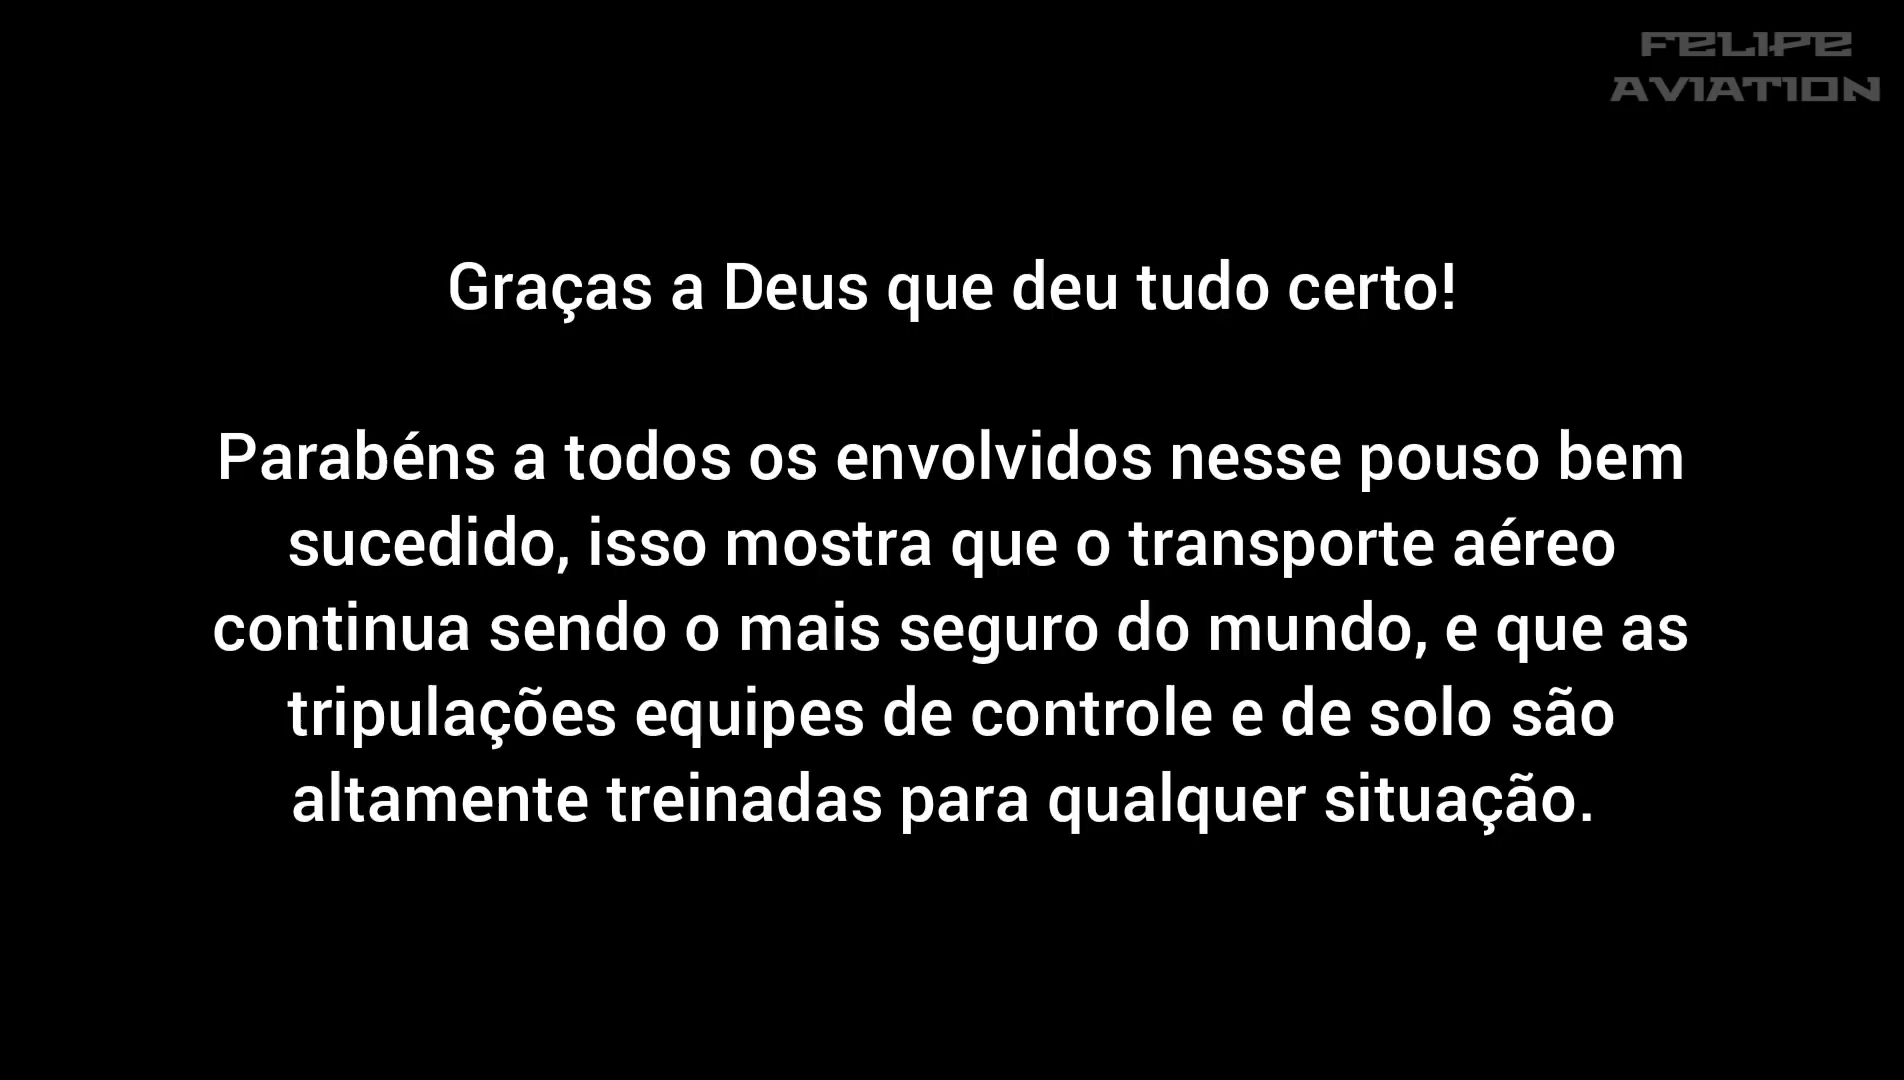 FELIPE
AVIATION
Graças a Deus que deu tudo certo!
Parabéns a todos os envolvidos nesse pouso bem
sucedido, isso mostra que o transporte aéreo
continua sendo o mais seguro do mundo, e que as
tripulações equipes de controle e de solo são
altamente treinadas para qualquer situação.